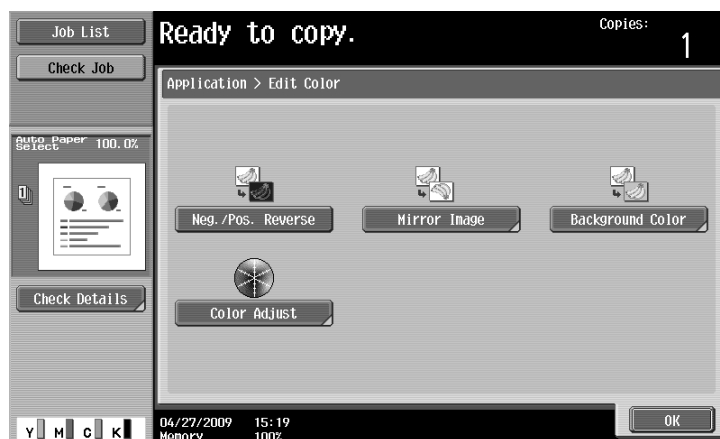 Job List
Check Job
Ready to copy.
Copies:
1
Application > Edit Color
Auto Paper
Select 100.0%
1
Neg./Pos. Reverse
Mirror Image
Background Color
Color Adjust
Check Details
Y M C K
04/27/2009 15:19
Memory 100%
OK